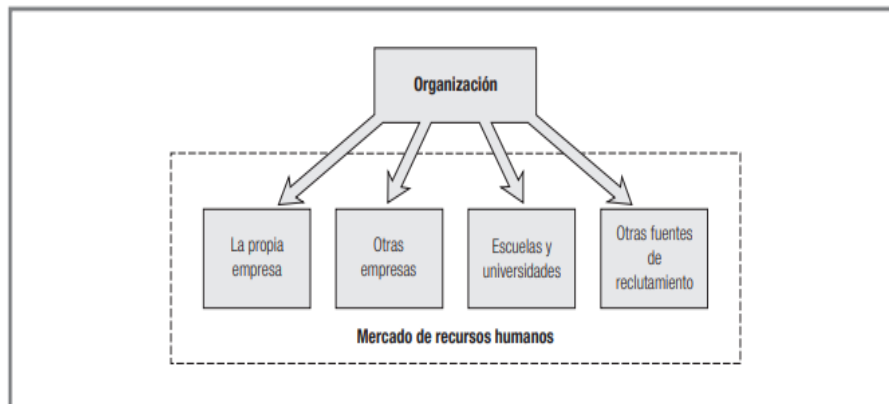 Organización
La propia
empresa
Otras
empresas
Escuelas y
universidades
Otras fuentes
de
reclutamiento
Mercado de recursos humanos